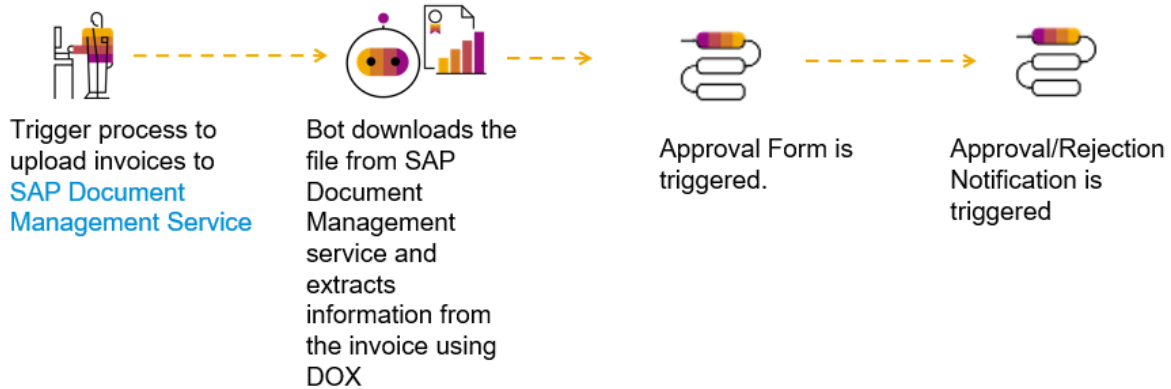 Trigger process to
upload invoices to
SAP Document
Management Service
Bot downloads the
file from SAP
Document
Management
service and
extracts
information from
the invoice using
DOX
Approval Form is
triggered.
Approval/Rejection
Notification is
triggered